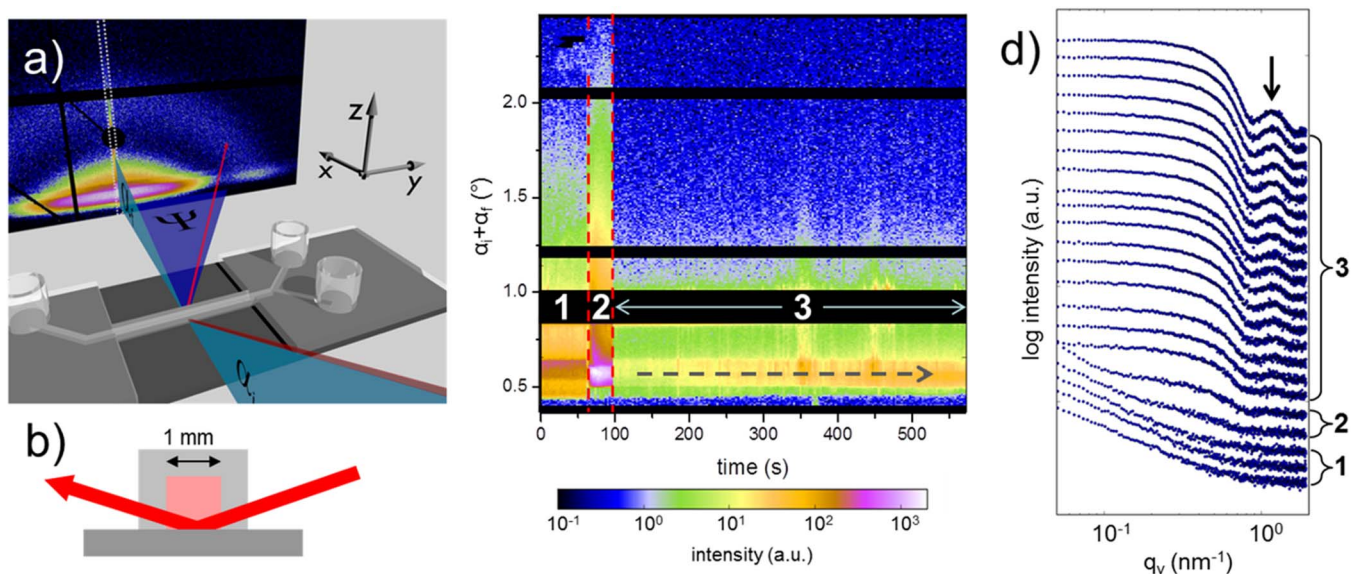 a)
z
x
y
Ψ
α_i
b)
1 mm
α_i+α_f (°)
2.0
1.5
1.0
0.5
1
2
3
0
100
200
300
400
500
time (s)
10^-1
10^0
10^1
10^2
10^3
intensity (a.u.)
d)
log intensity (a.u.)
3
2
1
10^-1
10^0
q_y (nm^-1)